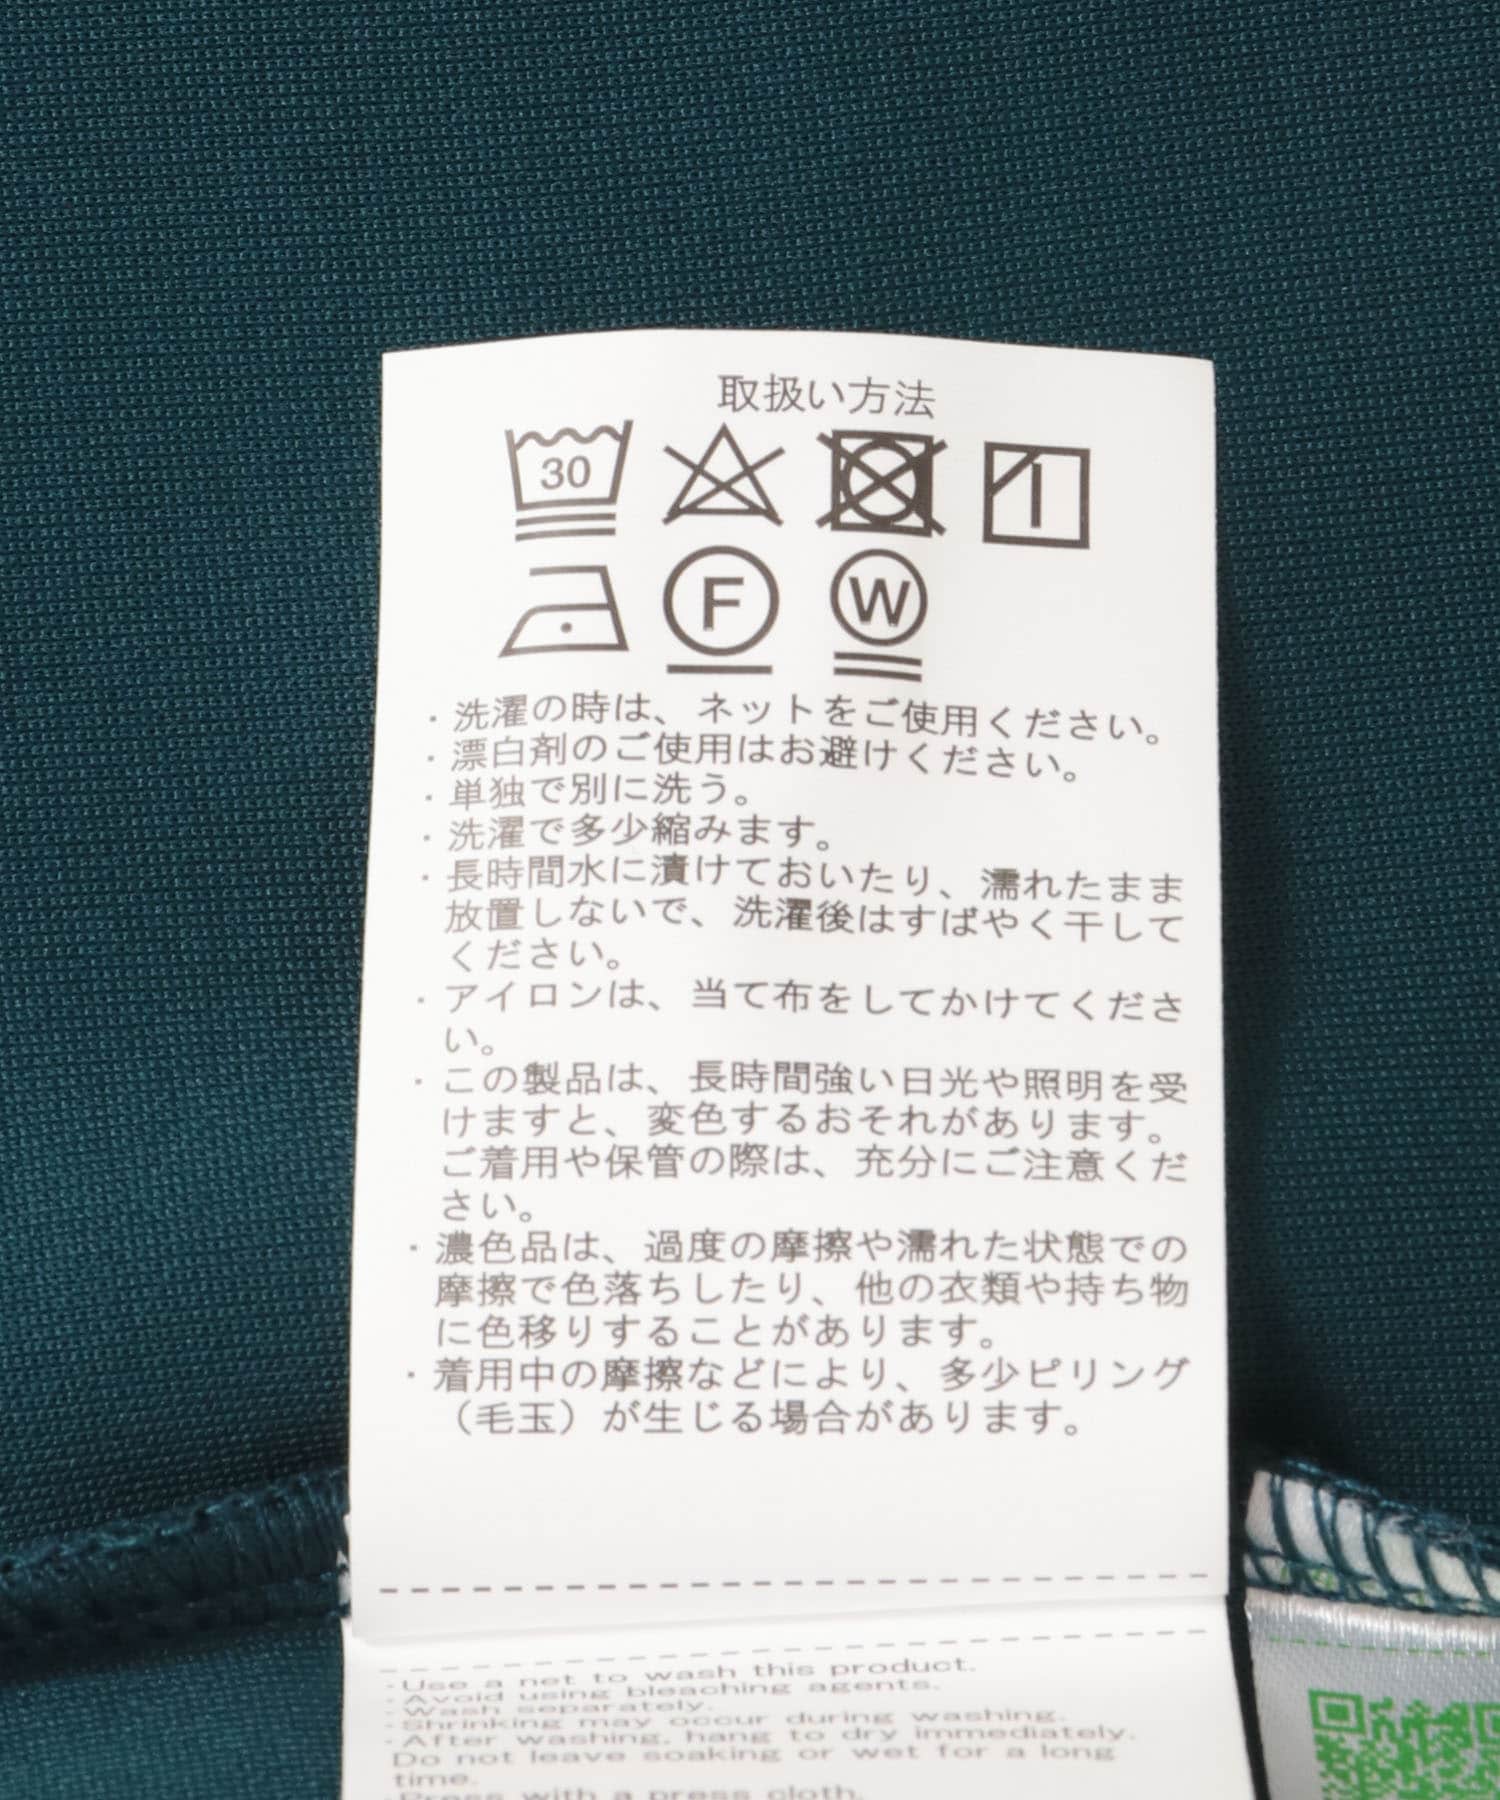 取扱い方法
30
F W
・洗濯の時は、ネットをご使用ください。
・漂白剤のご使用はお避けください。
・単独で別に洗う。
・洗濯で多少縮みます。
・長時間水に漬けておいたり、濡れたまま
放置しないで、洗濯後はすばやく干して
ください。
・アイロンは、当て布をしてかけてくださ
い。
・この製品は、長時間強い日光や照明を受
けますと、変色するおそれがあります。
ご着用や保管の際は、充分にご注意くだ
さい。
・濃色品は、過度の摩擦や濡れた状態での
摩擦で色落ちしたり、他の衣類や持ち物
に色移りすることがあります。
・着用中の摩擦などにより、多少ピリング
（毛玉）が生じる場合があります。
-Use a net to wash this product.
-Avoid using bleaching agents.
-Wash separately.
-Shrinking may occur during washing.
-After washing, hang to dry immediately.
Do not leave soaking or wet for a long
time.
-Press with a press cloth.